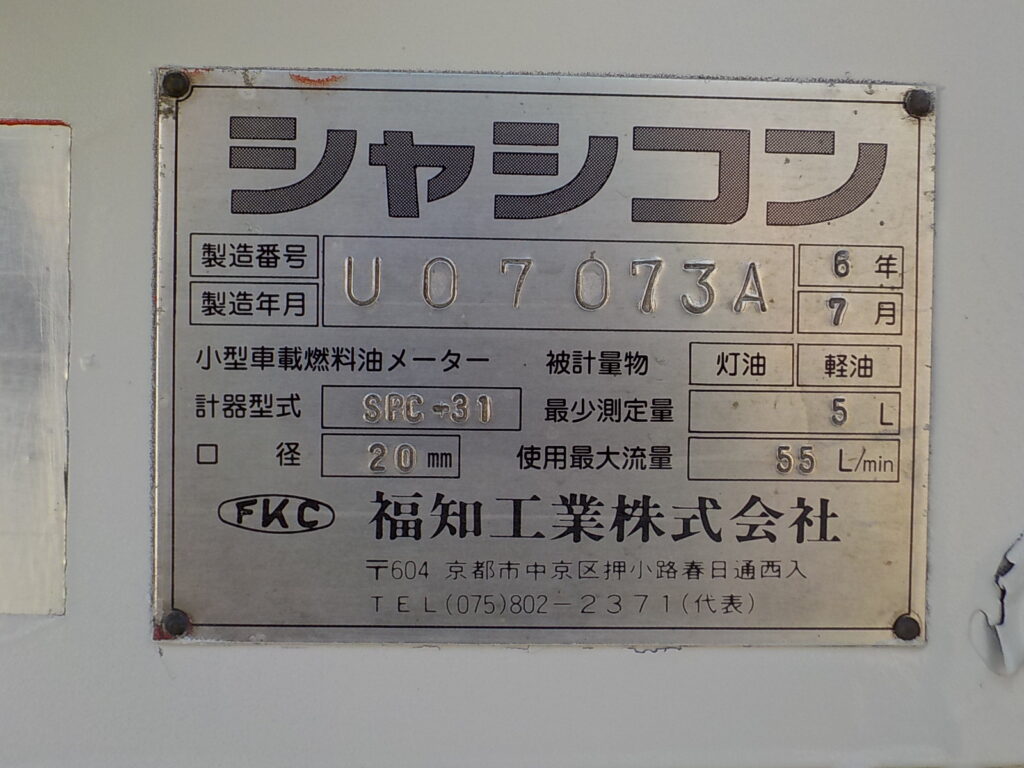 シャシコン
製造番号 U07073A 6年
製造年月 7月
小型車載燃料油メーター 被計量物 灯油 軽油
計器型式 SPC-31 最少測定量 5 L
口径 20 mm 使用最大流量 55 L/min
FKC 福知工業株式会社
〒604 京都市中京区押小路春日通西入
TEL(075)802-2371(代表)